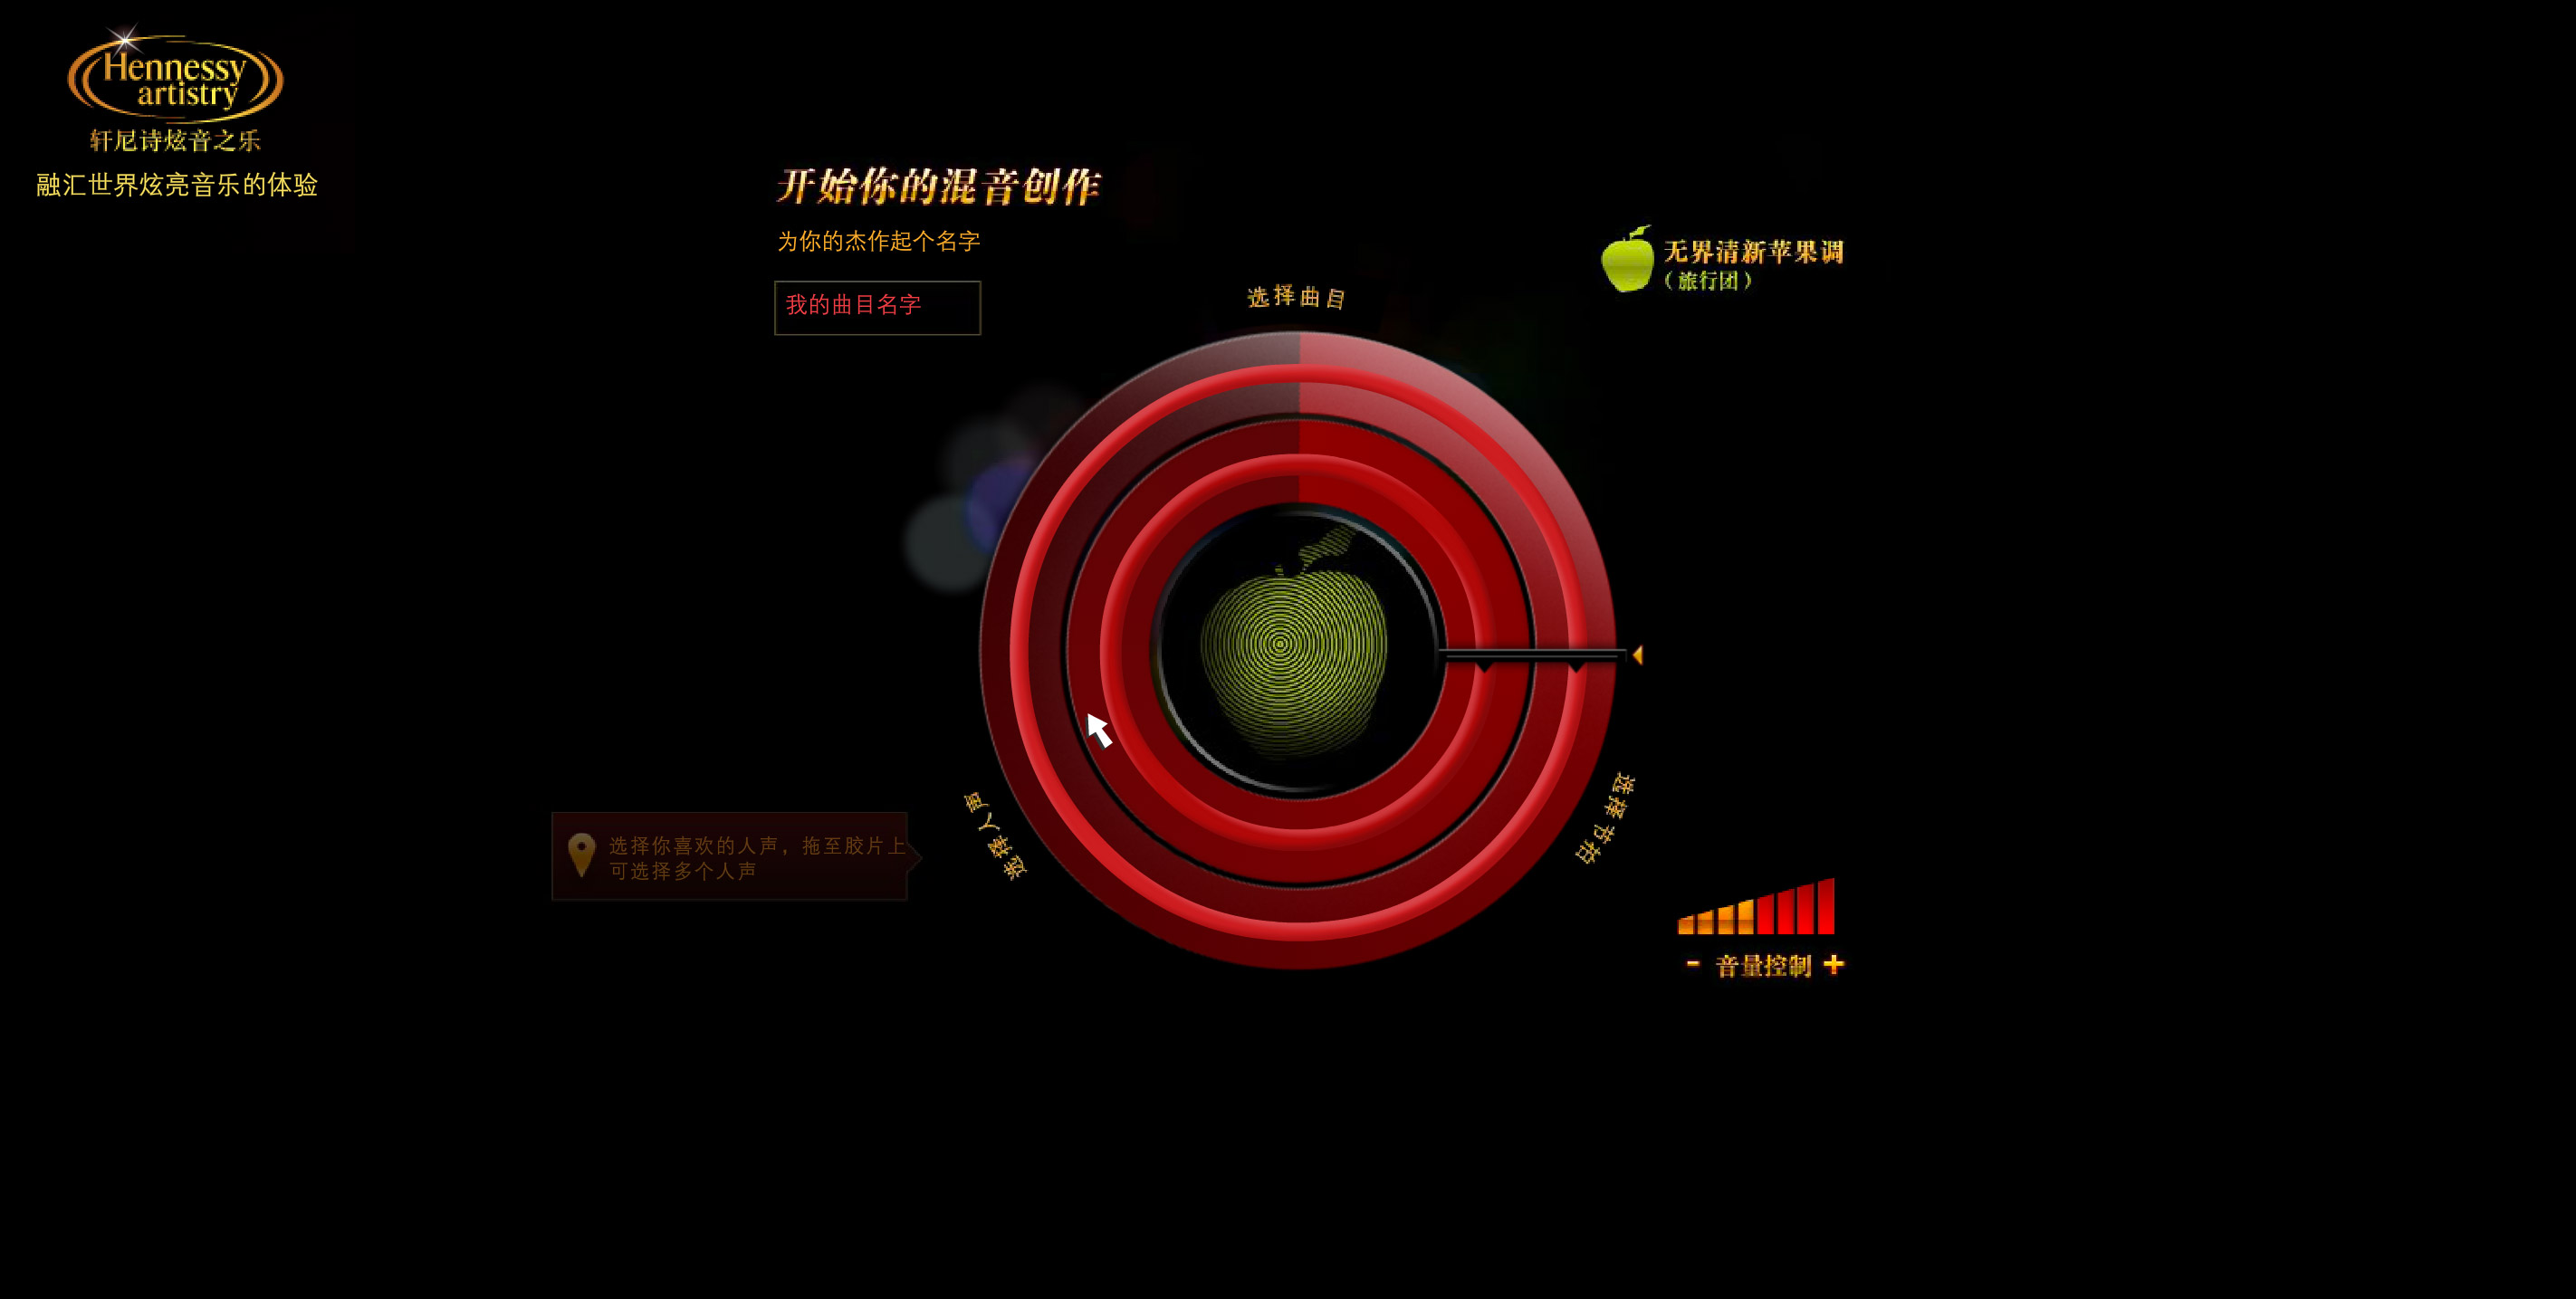 Hennessy
artistry
轩尼诗炫音之乐
融汇世界炫亮音乐的体验
开始你的混音创作
为你的杰作起个名字
我的曲目名字
无界清新苹果调
（旅行团）
选择曲目
选择人声
选择节拍
选择你喜欢的人声，拖至胶片上
可选择多个人声
- 音量控制 +